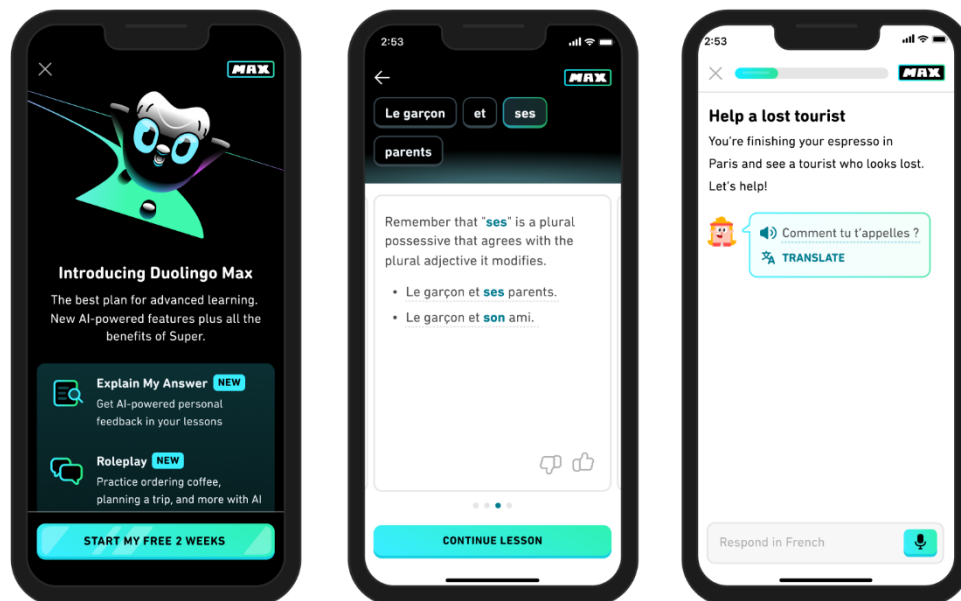 MAX
Introducing Duolingo Max
The best plan for advanced learning.
New AI-powered features plus all the
benefits of Super.
Explain My Answer NEW
Get AI-powered personal
feedback in your lessons
Roleplay NEW
Practice ordering coffee,
planning a trip, and more with AI
START MY FREE 2 WEEKS
2:53
MAX
Le garçon et ses
parents
Remember that "ses" is a plural
possessive that agrees with the
plural adjective it modifies.
• Le garçon et ses parents.
• Le garçon et son ami.
CONTINUE LESSON
2:53
MAX
Help a lost tourist
You're finishing your espresso in
Paris and see a tourist who looks lost.
Let's help!
Comment tu t'appelles ?
TRANSLATE
Respond in French